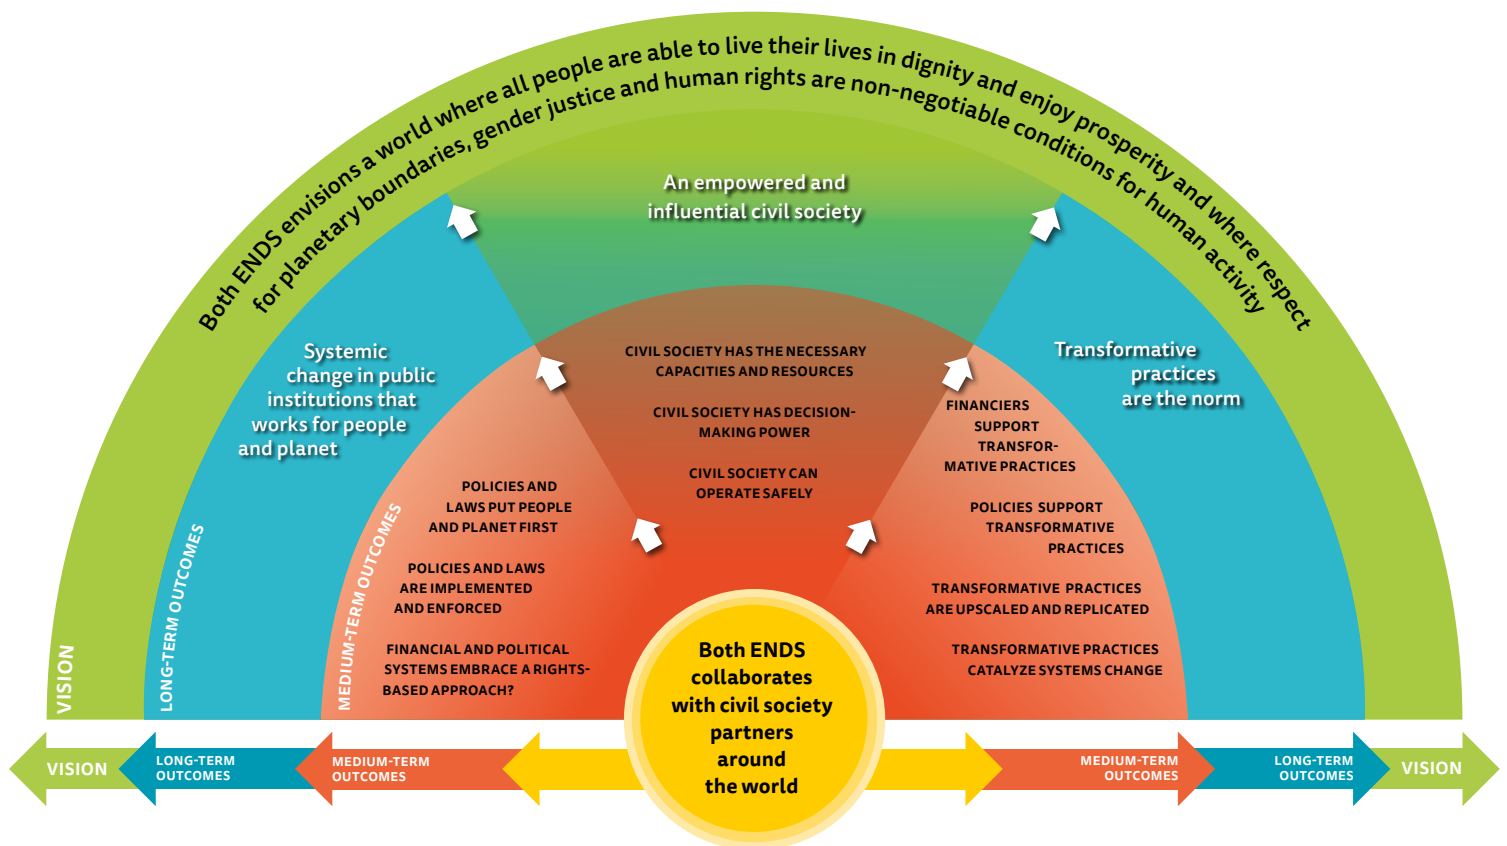 Both ENDS envisions a world where all people are able to live their lives in dignity and enjoy prosperity and where respect
for planetary boundaries, gender justice and human rights are non-negotiable conditions for human activity
An empowered and
influential civil society
Systemic
change in public
institutions that
works for people
and planet
Transformative
practices
are the norm
CIVIL SOCIETY HAS THE NECESSARY
CAPACITIES AND RESOURCES
CIVIL SOCIETY HAS DECISION-
MAKING POWER
CIVIL SOCIETY CAN
OPERATE SAFELY
POLICIES AND
LAWS PUT PEOPLE
AND PLANET FIRST
POLICIES AND LAWS
ARE IMPLEMENTED
AND ENFORCED
FINANCIAL AND POLITICAL
SYSTEMS EMBRACE A RIGHTS-
BASED APPROACH?
FINANCIERS
SUPPORT
TRANSFOR-
MATIVE PRACTICES
POLICIES SUPPORT
TRANSFORMATIVE
PRACTICES
TRANSFORMATIVE PRACTICES
ARE UPSCALED AND REPLICATED
TRANSFORMATIVE PRACTICES
CATALYZE SYSTEMS CHANGE
VISION
LONG-TERM OUTCOMES
MEDIUM-TERM OUTCOMES
Both ENDS
collaborates
with civil society
partners
around
the world
VISION
LONG-TERM
OUTCOMES
MEDIUM-TERM
OUTCOMES
MEDIUM-TERM
OUTCOMES
LONG-TERM
OUTCOMES
VISION